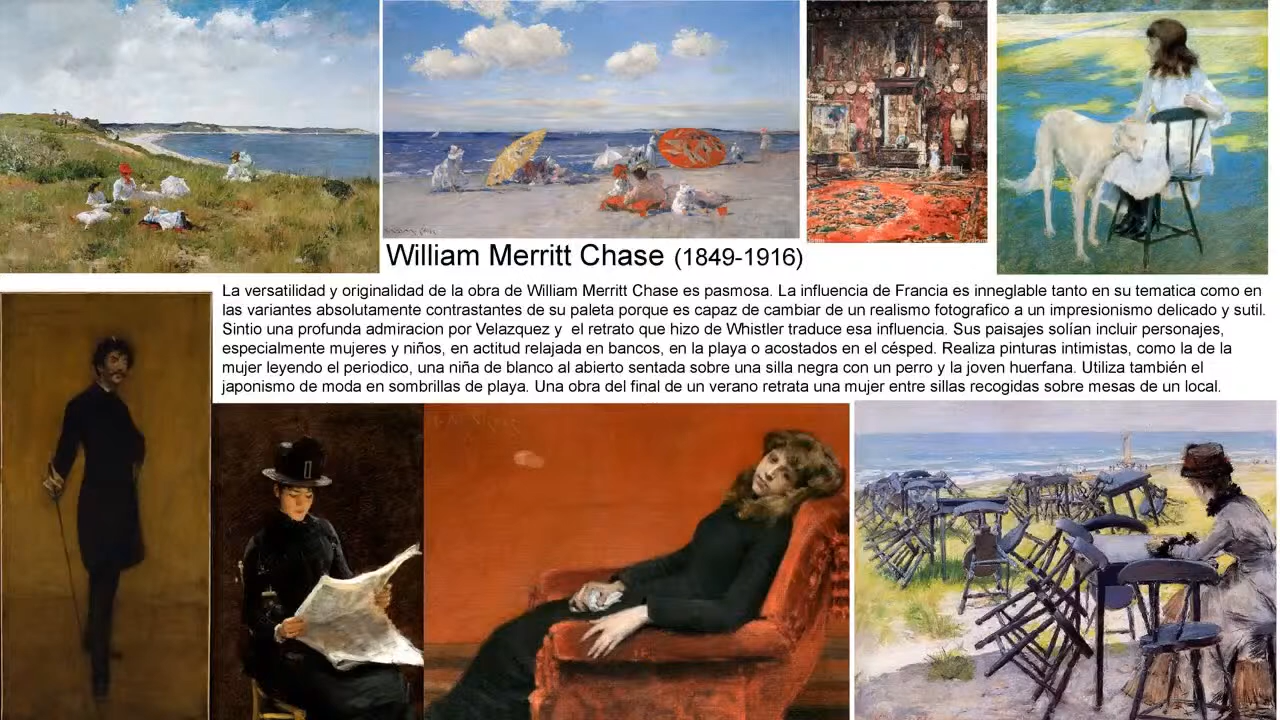 William Merritt Chase (1849-1916)
La versatilidad y originalidad de la obra de William Merritt Chase es pasmosa. La influencia de Francia es inneglable tanto en su tematica como en
las variantes absolutamente contrastantes de su paleta porque es capaz de cambiar de un realismo fotografico a un impresionismo delicado y sutil.
Sintio una profunda admiracion por Velazquez y el retrato que hizo de Whistler traduce esa influencia. Sus paisajes solían incluir personajes,
especialmente mujeres y niños, en actitud relajada en bancos, en la playa o acostados en el césped. Realiza pinturas intimistas, como la de la
mujer leyendo el periodico, una niña de blanco al abierto sentada sobre una silla negra con un perro y la joven huerfana. Utiliza también el
japonismo de moda en sombrillas de playa. Una obra del final de un verano retrata una mujer entre sillas recogidas sobre mesas de un local.